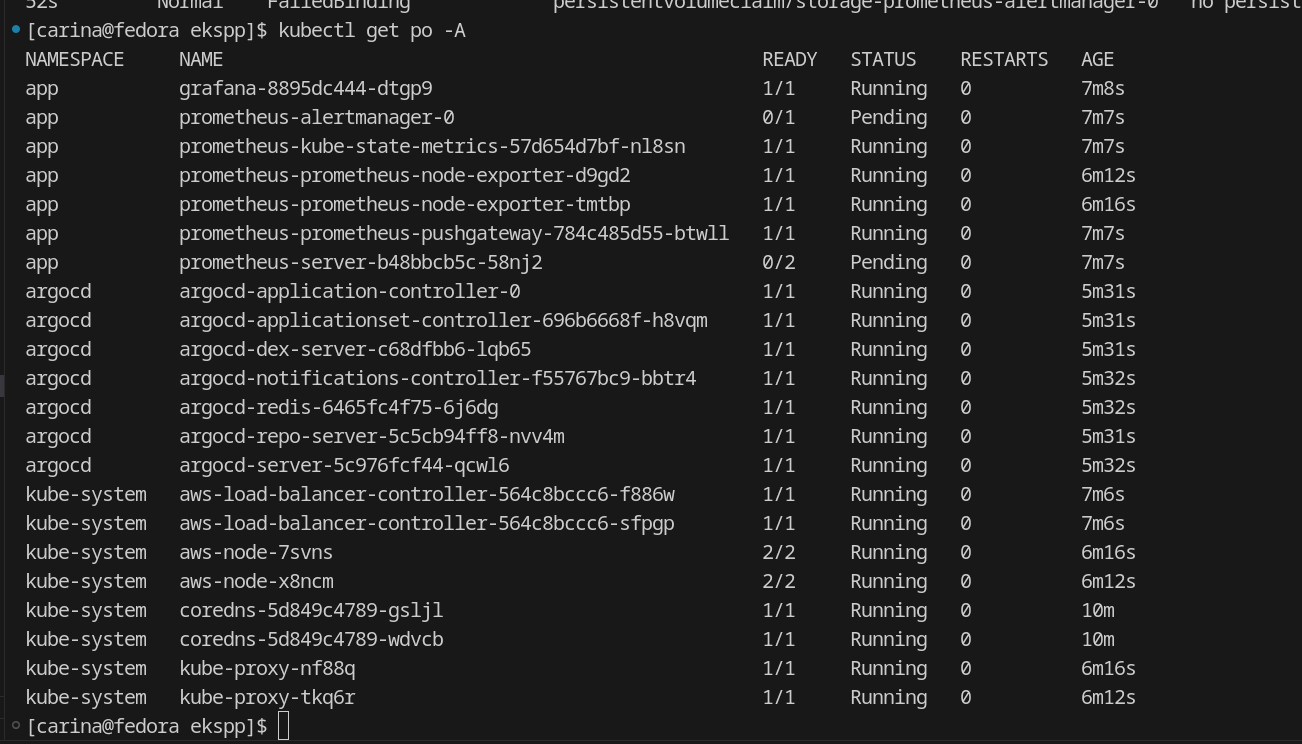 52s Normal FailedBinding persistentvolumeclaim/storage-prometheus-alertmanager-0 no persist
[carina@fedora ekspp]$ kubectl get po -A
NAMESPACE NAME READY STATUS RESTARTS AGE
app grafana-8895dc444-dtgp9 1/1 Running 0 7m8s
app prometheus-alertmanager-0 0/1 Pending 0 7m7s
app prometheus-kube-state-metrics-57d654d7bf-nl8sn 1/1 Running 0 7m7s
app prometheus-prometheus-node-exporter-d9gd2 1/1 Running 0 6m12s
app prometheus-prometheus-node-exporter-tmtbp 1/1 Running 0 6m16s
app prometheus-prometheus-pushgateway-784c485d55-btwll 1/1 Running 0 7m7s
app prometheus-server-b48bbcb5c-58nj2 0/2 Pending 0 7m7s
argocd argocd-application-controller-0 1/1 Running 0 5m31s
argocd argocd-applicationset-controller-696b6668f-h8vqm 1/1 Running 0 5m31s
argocd argocd-dex-server-c68dfbb6-lqb65 1/1 Running 0 5m31s
argocd argocd-notifications-controller-f55767bc9-bbtr4 1/1 Running 0 5m32s
argocd argocd-redis-6465fc4f75-6j6dg 1/1 Running 0 5m32s
argocd argocd-repo-server-5c5cb94ff8-nvv4m 1/1 Running 0 5m31s
argocd argocd-server-5c976fcf44-qcwl6 1/1 Running 0 5m32s
kube-system aws-load-balancer-controller-564c8bccc6-f886w 1/1 Running 0 7m6s
kube-system aws-load-balancer-controller-564c8bccc6-sfpgp 1/1 Running 0 7m6s
kube-system aws-node-7svns 2/2 Running 0 6m16s
kube-system aws-node-x8ncm 2/2 Running 0 6m12s
kube-system coredns-5d849c4789-gsljl 1/1 Running 0 10m
kube-system coredns-5d849c4789-wdvcb 1/1 Running 0 10m
kube-system kube-proxy-nf88q 1/1 Running 0 6m16s
kube-system kube-proxy-tkq6r 1/1 Running 0 6m12s
[carina@fedora ekspp]$